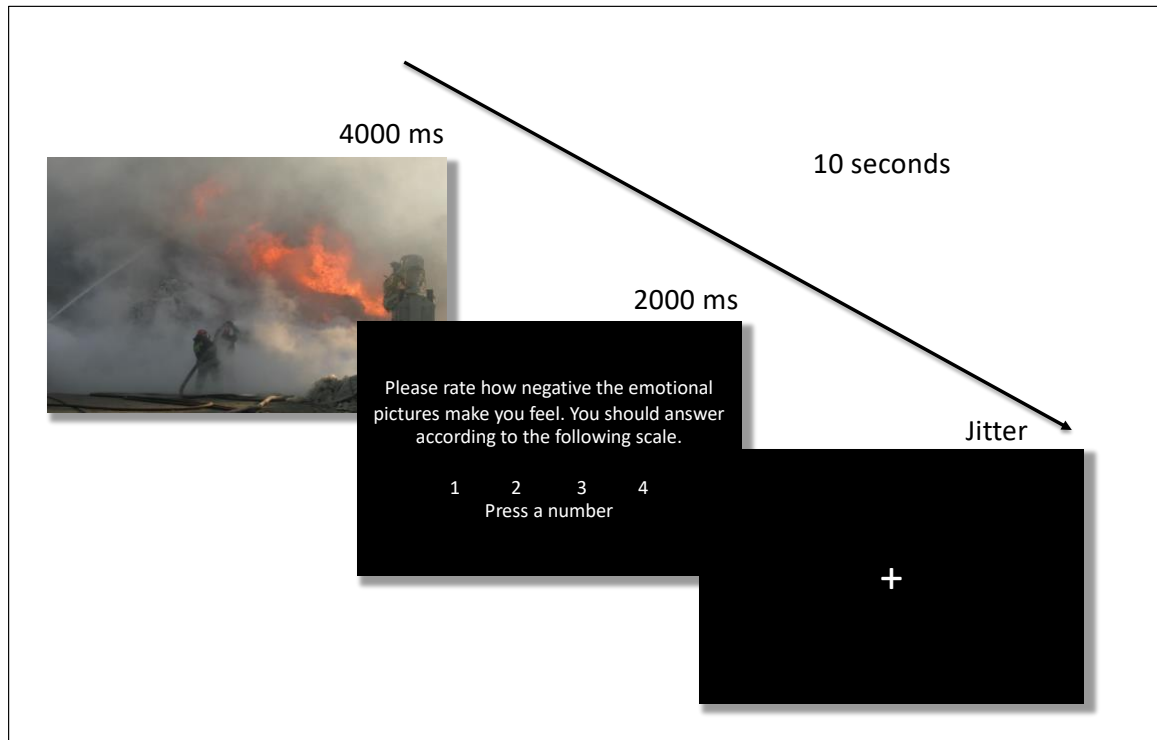 4000 ms
10 seconds
2000 ms
Please rate how negative the emotional
pictures make you feel. You should answer
according to the following scale.
1 2 3 4
Press a number
Jitter
+